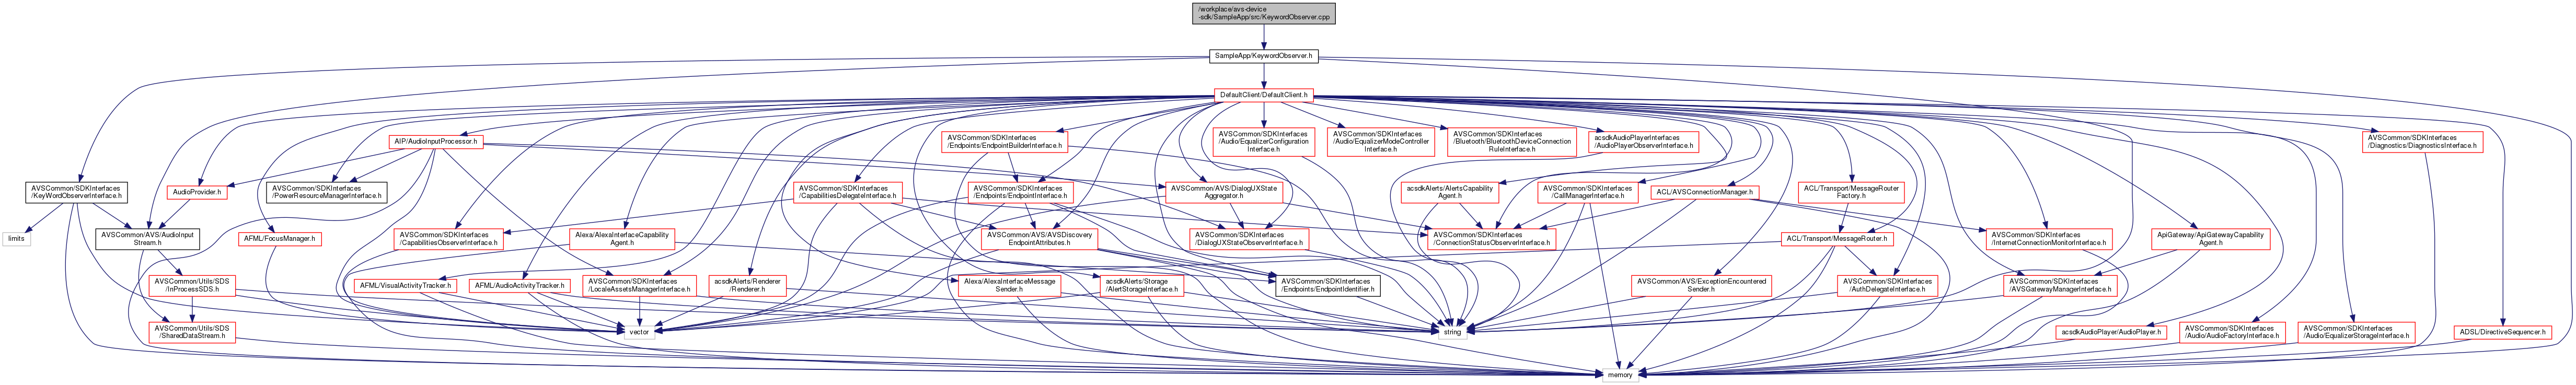 /workplace/avs-device
-sdk/SampleApp/src/KeywordObserver.cpp
SampleApp/KeywordObserver.h
DefaultClient/DefaultClient.h
AIP/AudioInputProcessor.h
AVSCommon/SDKInterfaces
/Endpoints/EndpointBuilderInterface.h
AVSCommon/SDKInterfaces
/Audio/EqualizerConfiguration
Interface.h
AVSCommon/SDKInterfaces
/Audio/EqualizerModeController
Interface.h
AVSCommon/SDKInterfaces
/Bluetooth/BluetoothDeviceConnection
RuleInterface.h
acsdkAudioPlayerInterfaces
/AudioPlayerObserverInterface.h
AVSCommon/SDKInterfaces
/Diagnostics/DiagnosticsInterface.h
AVSCommon/SDKInterfaces
/KeyWordObserverInterface.h
AudioProvider.h
AVSCommon/SDKInterfaces
/PowerResourceManagerInterface.h
AVSCommon/SDKInterfaces
/CapabilitiesDelegateInterface.h
AVSCommon/SDKInterfaces
/Endpoints/EndpointInterface.h
AVSCommon/AVS/DialogUXState
Aggregator.h
acsdkAlerts/AlertsCapability
Agent.h
AVSCommon/SDKInterfaces
/CallManagerInterface.h
ACL/AVSConnectionManager.h
ACL/Transport/MessageRouter
Factory.h
limits
AVSCommon/AVS/AudioInput
Stream.h
AFML/FocusManager.h
AVSCommon/SDKInterfaces
/CapabilitiesObserverInterface.h
Alexa/AlexaInterfaceCapability
Agent.h
AVSCommon/AVS/AVSDiscovery
EndpointAttributes.h
AVSCommon/SDKInterfaces
/DialogUXStateObserverInterface.h
AVSCommon/SDKInterfaces
/ConnectionStatusObserverInterface.h
ACL/Transport/MessageRouter.h
AVSCommon/SDKInterfaces
/InternetConnectionMonitorInterface.h
ApiGateway/ApiGatewayCapability
Agent.h
AVSCommon/Utils/SDS
/InProcessSDS.h
AFML/VisualActivityTracker.h
AFML/AudioActivityTracker.h
AVSCommon/SDKInterfaces
/LocaleAssetsManagerInterface.h
acsdkAlerts/Renderer
/Renderer.h
Alexa/AlexaInterfaceMessage
Sender.h
acsdkAlerts/Storage
/AlertStorageInterface.h
AVSCommon/SDKInterfaces
/Endpoints/EndpointIdentifier.h
AVSCommon/AVS/ExceptionEncountered
Sender.h
AVSCommon/SDKInterfaces
/AuthDelegateInterface.h
AVSCommon/SDKInterfaces
/AVSGatewayManagerInterface.h
AVSCommon/Utils/SDS
/SharedDataStream.h
vector
string
acsdkAudioPlayer/AudioPlayer.h
AVSCommon/SDKInterfaces
/Audio/AudioFactoryInterface.h
AVSCommon/SDKInterfaces
/Audio/EqualizerStorageInterface.h
ADSL/DirectiveSequencer.h
memory